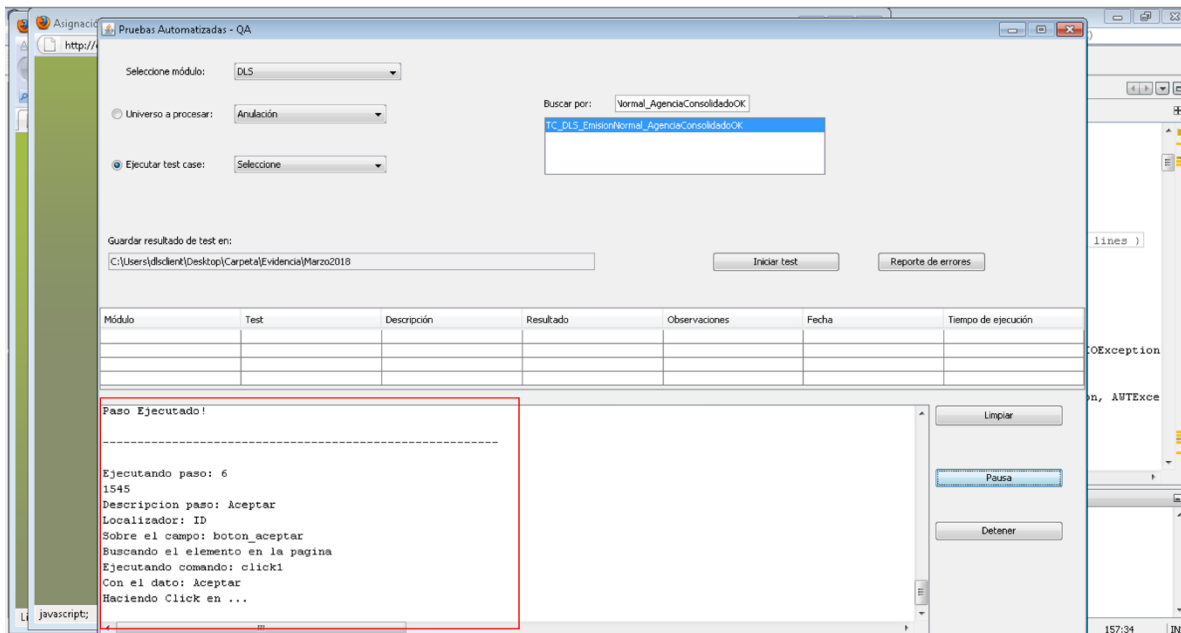 Asignació
Pruebas Automatizadas - QA
http://
Seleccione módulo:
DLS
Universo a procesar:
Anulación
Buscar por:
Normal_AgenciaConsolidadoOK
TC_DLS_EmisionNormal_AgenciaConsolidadoOK
Ejecutar test case:
Seleccione
Guardar resultado de test en:
lines )
C:\Users\dlsclient\Desktop\Carpeta\Evidencia\Marzo2018
Iniciar test
Reporte de errores
Módulo Test Descripción Resultado Observaciones Fecha Tiempo de ejecución
IOException
on, AUTExce
Paso Ejecutado!
---------------------------------------------------------
Limpiar
Ejecutando paso: 6
Pausa
1545
Descripcion paso: Aceptar
Localizador: ID
Sobre el campo: boton_aceptar
Detener
Buscando el elemento en la pagina
Ejecutando comando: click1
Con el dato: Aceptar
Haciendo Click en ...
Li
javascript:;
157:34
IN